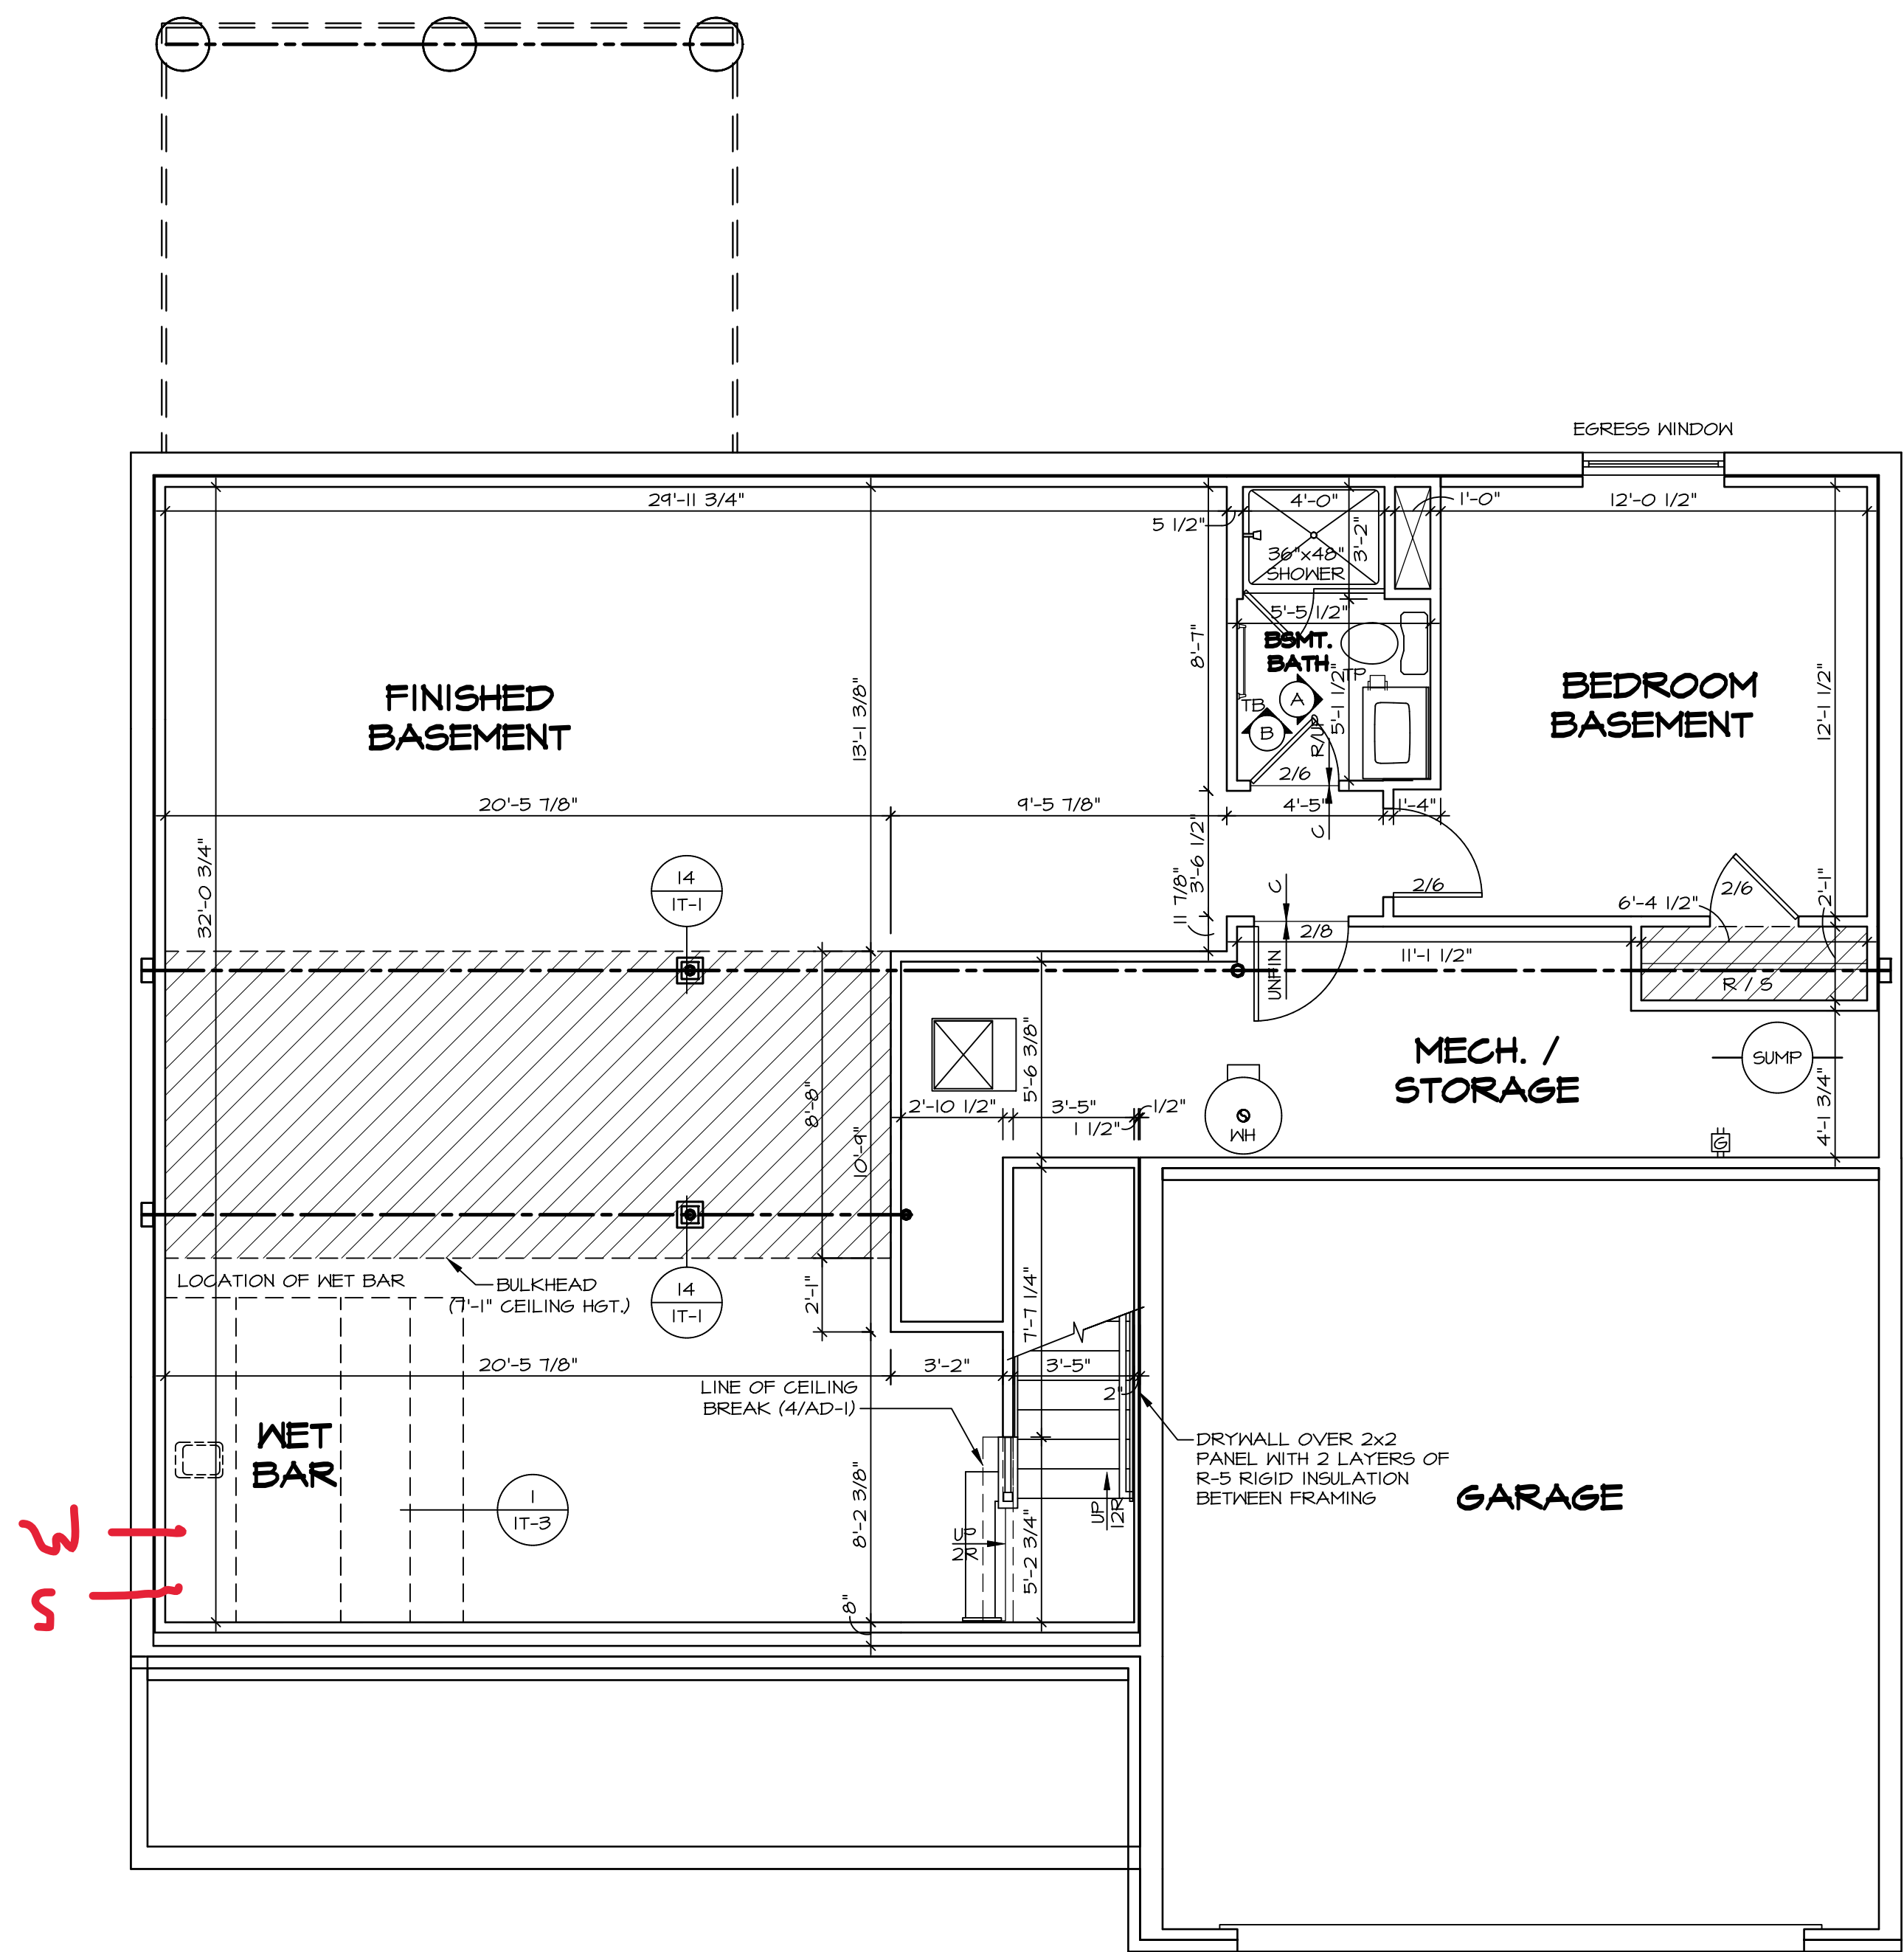 EGRESS WINDOW
29'-11 3/4"
5 1/2"
4'-0"
1'-0"
12'-0 1/2"
3'-2"
36"x48"
SHOWER
5'-5 1/2"
8'-7"
BSMT.
BATH
TP
TB
A
B
5'-1 1/2"
R/UP
2/6
FINISHED
BASEMENT
13'-1 3/8"
BEDROOM
BASEMENT
12'-1 1/2"
20'-5 7/8"
9'-5 7/8"
4'-5"
1'-4"
C
32'-0 3/4"
3'-6 1/2"
11 7/8"
14
IT-1
C
2/6
2/6
6'-4 1/2"
2'-1"
2/8
11'-1 1/2"
UNFIN
R / S
MECH. /
STORAGE
SUMP
5'-6 3/8"
8'-8"
10'-9"
2'-10 1/2"
3'-5"
1/2"
1 1/2"
WH
G
4'-1 3/4"
LOCATION OF WET BAR
BULKHEAD
(7'-1" CEILING HGT.)
14
IT-1
2'-1"
7'-7 1/4"
20'-5 7/8"
3'-2"
3'-5"
2"
LINE OF CEILING
BREAK (4/AD-1)
WET
BAR
DRYWALL OVER 2x2
PANEL WITH 2 LAYERS OF
R-5 RIGID INSULATION
BETWEEN FRAMING
GARAGE
1
IT-3
8'-2 3/8"
UP
2R
UP
12R
5'-2 3/4"
8"
W
S